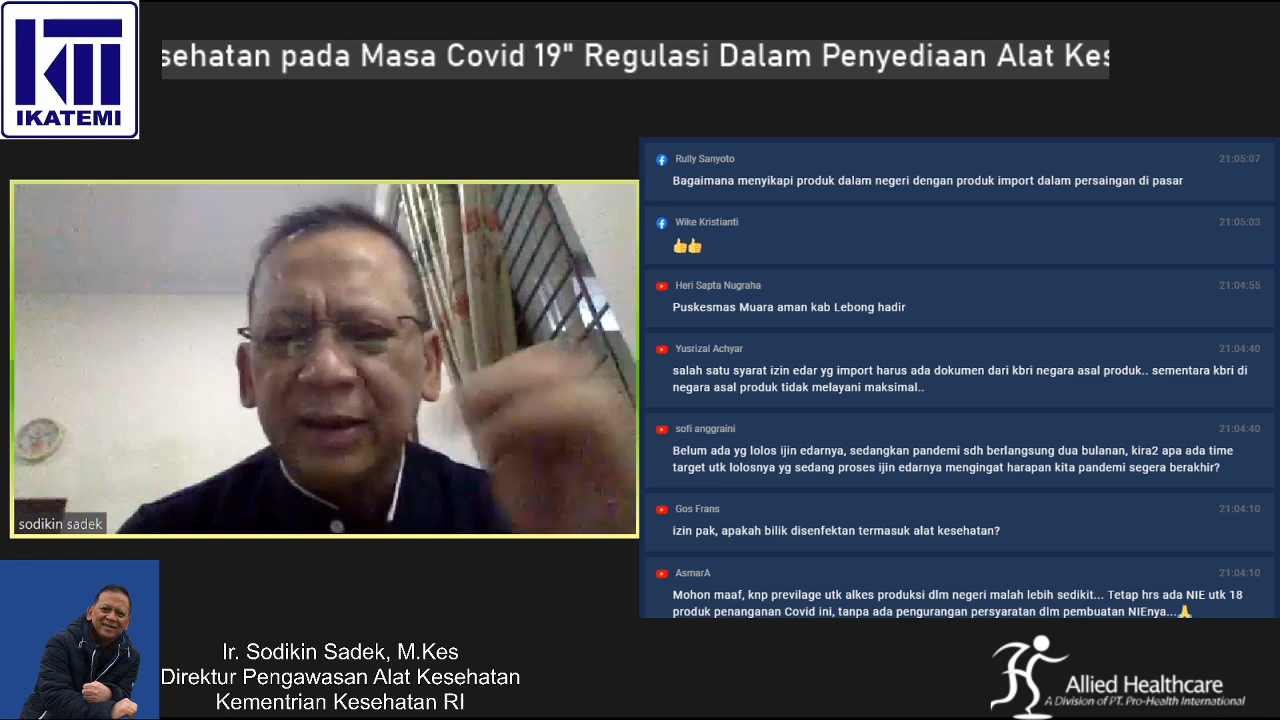 IKATEMI
sehatan pada Masa Covid 19" Regulasi Dalam Penyediaan Alat Kes
Rully Sanyoto 21:05:07
Bagaimana menyikapi produk dalam negeri dengan produk import dalam persaingan di pasar
Wike Kristianti 21:05:03
👍👍
Heri Sapta Nugraha 21:04:55
Puskesmas Muara aman kab Lebong hadir
Yusrizal Achyar 21:04:40
salah satu syarat izin edar yg import harus ada dokumen dari kbri negara asal produk.. sementara kbri di
negara asal produk tidak melayani maksimal..
sofi anggraini 21:04:40
Belum ada yg lolos ijin edarnya, sedangkan pandemi sdh berlangsung dua bulanan, kira2 apa ada time
target utk lolosnya yg sedang proses ijin edarnya mengingat harapan kita pandemi segera berakhir?
Gos Frans 21:04:10
izin pak, apakah bilik disenfektan termasuk alat kesehatan?
AsmarA 21:04:10
Mohon maaf, knp previlage utk alkes produksi dlm negeri malah lebih sedikit... Tetap hrs ada NIE utk 18
produk penanganan Covid ini, tanpa ada pengurangan persyaratan dlm pembuatan NIEnya...🙏
sodikin sadek
Ir. Sodikin Sadek, M.Kes
Direktur Pengawasan Alat Kesehatan
Kementrian Kesehatan RI
Allied Healthcare
A Division of PT. Pro-Health International